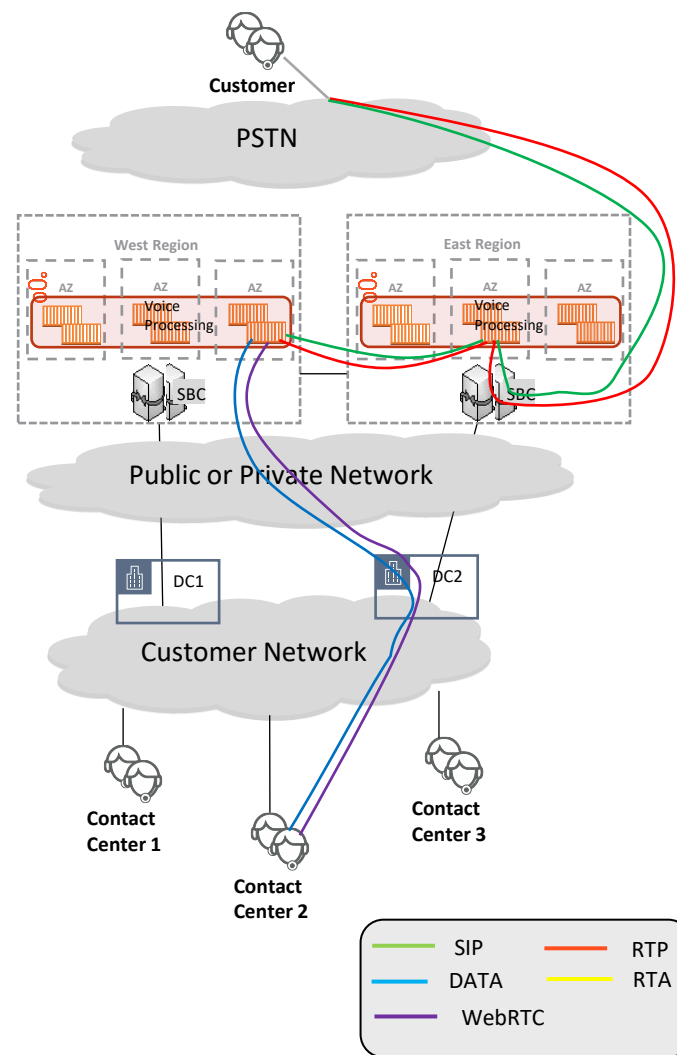 Customer
PSTN
West Region
East Region
AZ
AZ
AZ
AZ
AZ
AZ
Voice
Processing
Voice
Processing
SBC
SBC
Public or Private Network
DC1
DC2
Customer Network
Contact
Center 1
Contact
Center 2
Contact
Center 3
SIP
RTP
DATA
RTA
WebRTC